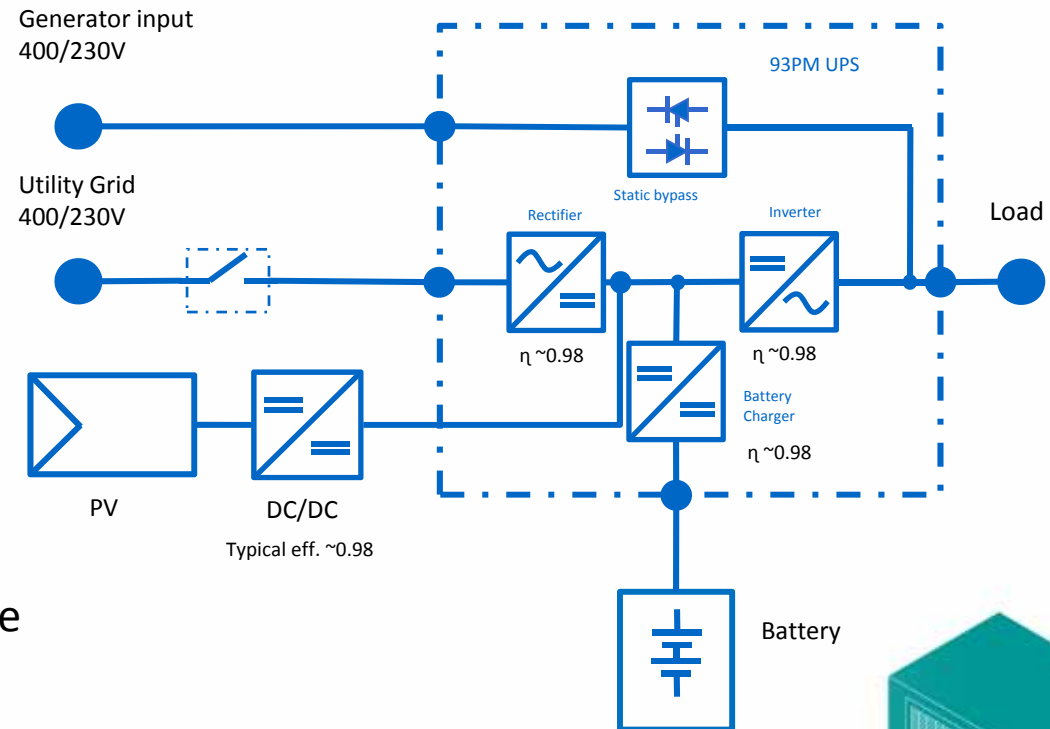 Generator input
400/230V
93PM UPS
Static bypass
Utility Grid
400/230V
Rectifier
Inverter
Load
η ~0.98
η ~0.98
Battery
Charger
η ~0.98
PV
DC/DC
Typical eff. ~0.98
e
Battery